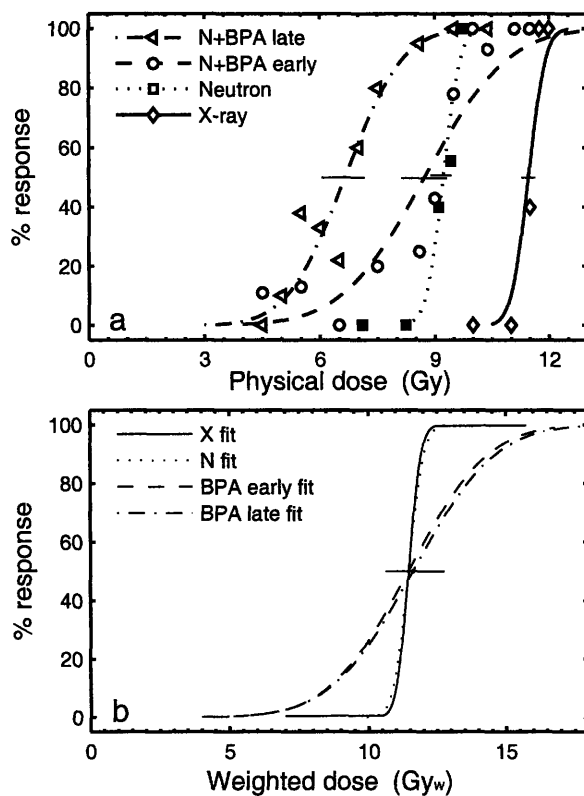 100
80
60
40
20
0
% response
N+BPA late
N+BPA early
Neutron
X-ray
a
0 3 6 9 12
Physical dose (Gy)
100
80
60
40
20
0
% response
X fit
N fit
BPA early fit
BPA late fit
b
0 5 10 15
Weighted dose (Gyw)